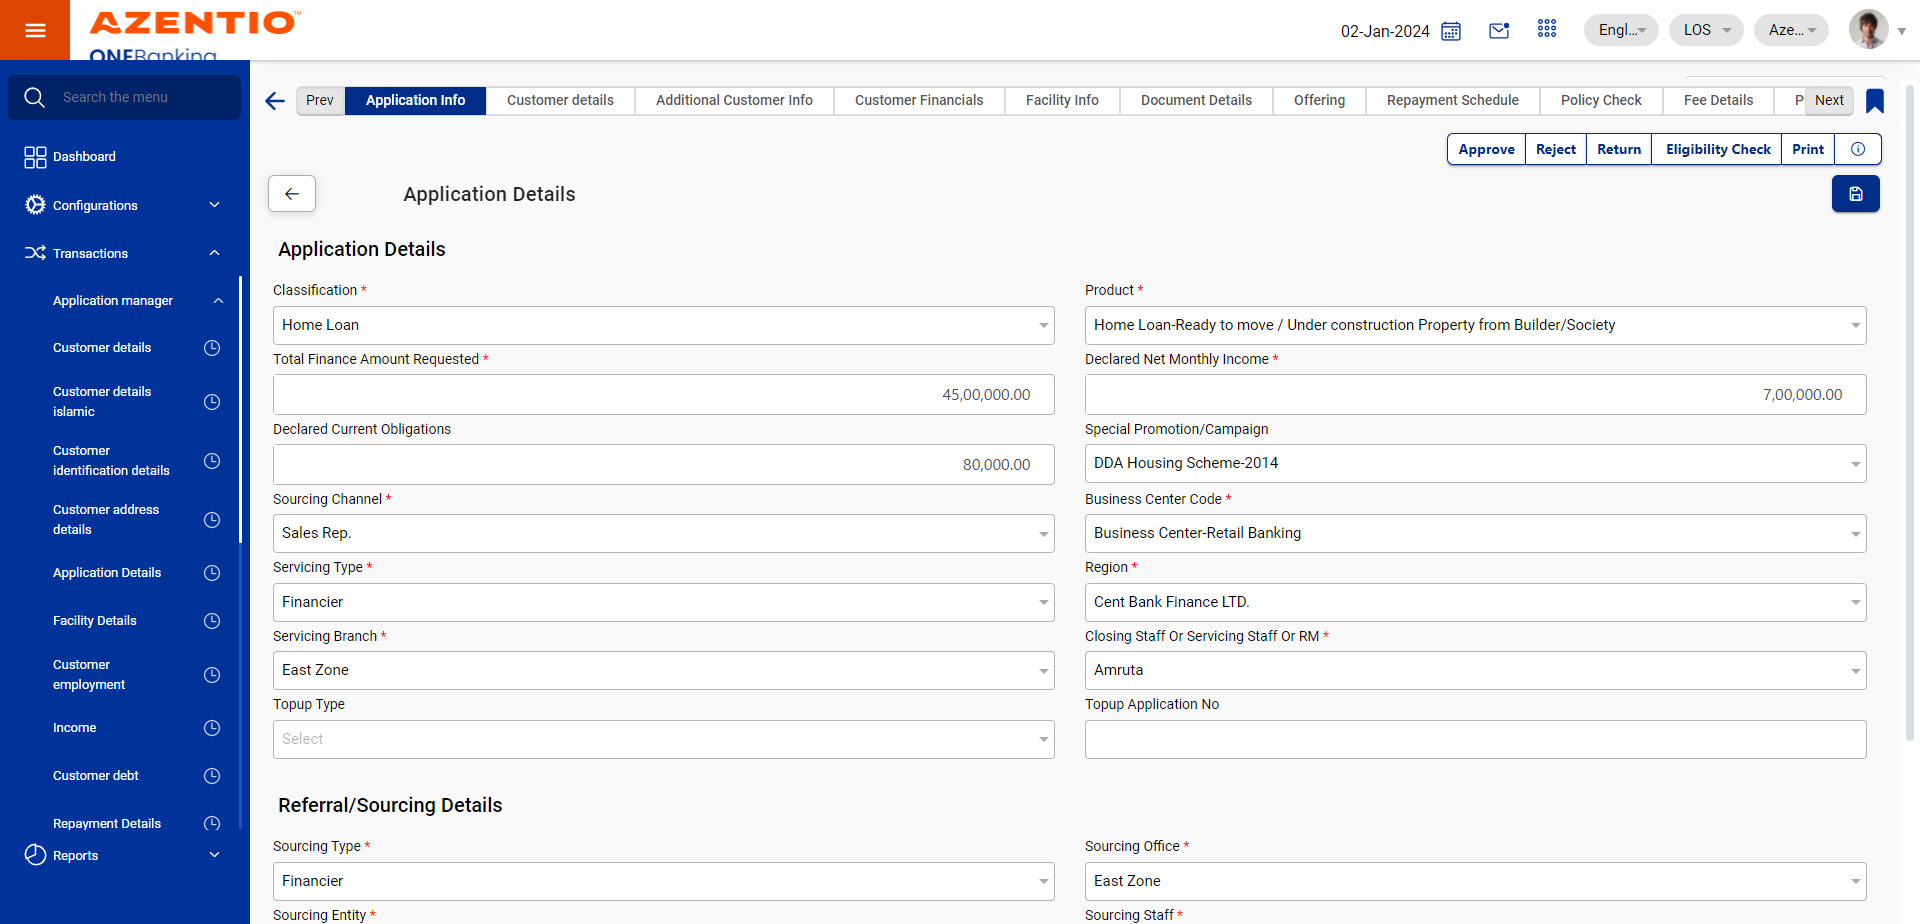 AZENTIO™
ONEBanking
02-Jan-2024
Engl...
LOS
Aze...
Search the menu
Prev
Application Info
Customer details
Additional Customer Info
Customer Financials
Facility Info
Document Details
Offering
Repayment Schedule
Policy Check
Fee Details
P
Next
Approve
Reject
Return
Eligibility Check
Print
Dashboard
Configurations
Transactions
Application manager
Customer details
Customer details
islamic
Customer
identification details
Customer address
details
Application Details
Facility Details
Customer
employment
Income
Customer debt
Repayment Details
Reports
Application Details
Application Details
Classification *
Home Loan
Product *
Home Loan-Ready to move / Under construction Property from Builder/Society
Total Finance Amount Requested *
45,00,000.00
Declared Net Monthly Income *
7,00,000.00
Declared Current Obligations
80,000.00
Special Promotion/Campaign
DDA Housing Scheme-2014
Sourcing Channel *
Sales Rep.
Business Center Code *
Business Center-Retail Banking
Servicing Type *
Financier
Region *
Cent Bank Finance LTD.
Servicing Branch *
East Zone
Closing Staff Or Servicing Staff Or RM *
Amruta
Topup Type
Select
Topup Application No
Referral/Sourcing Details
Sourcing Type *
Financier
Sourcing Office *
East Zone
Sourcing Entity *
Sourcing Staff *